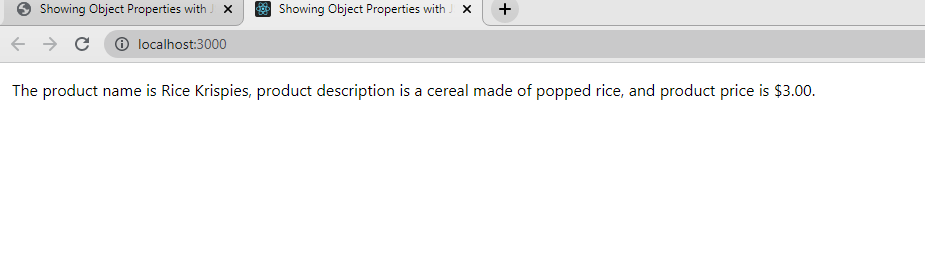 Showing Object Properties with J Showing Object Properties with J
localhost:3000
The product name is Rice Krispies, product description is a cereal made of popped rice, and product price is $3.00.